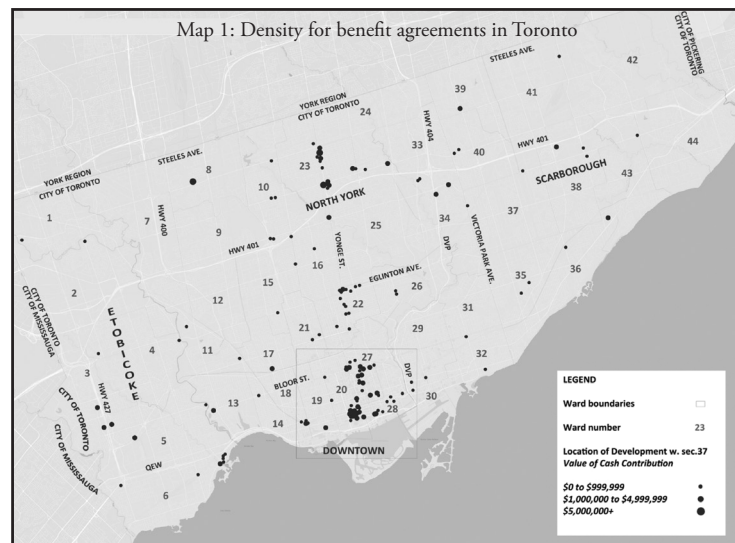 Map 1: Density for benefit agreements in Toronto
CITY OF PICKERING
CITY OF TORONTO
STEELES AVE.
42
39
41
YORK REGION
CITY OF TORONTO
24
HWY 404
33
40
HWY 401
44
STEELES AVE.
8
23
SCARBOROUGH
43
38
YORK REGION
CITY OF TORONTO
10
NORTH YORK
1
7
HWY 400
9
34
VICTORIA PARK AVE.
37
25
HWY 401
YONGE ST.
DVP
16
36
2
15
EGLINTON AVE.
26
35
CITY OF TORONTO
CITY OF MISSISSAUGA
ETOBICOKE
12
22
31
4
21
29
11
17
27
32
3
HWY 427
BLOOR ST.
20
DVP
30
18
19
28
13
14
CITY OF TORONTO
CITY OF MISSISSAUGA
5
DOWNTOWN
QEW
6
LEGEND
Ward boundaries
Ward number 23
Location of Development w. sec.37
Value of Cash Contribution
$0 to $999,999
$1,000,000 to $4,999,999
$5,000,000+